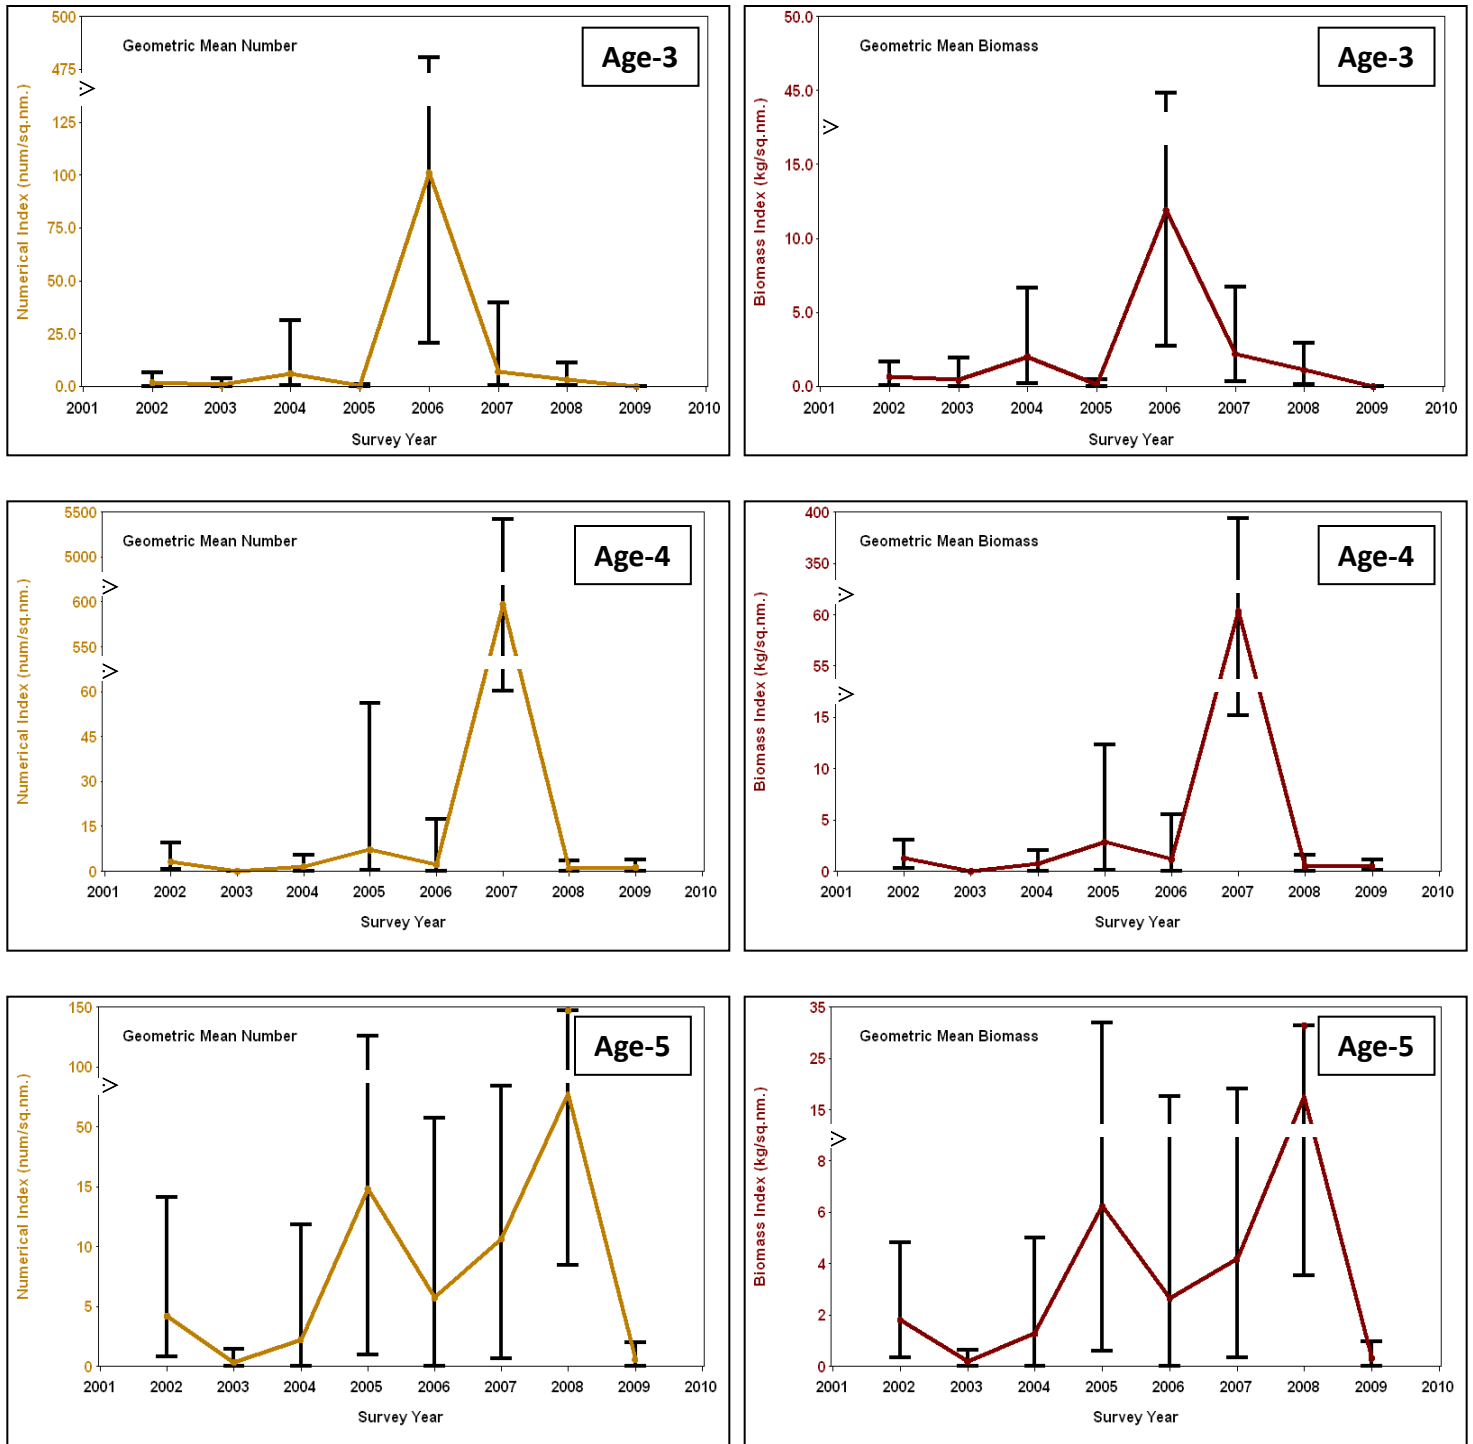 Geometric Mean Number
Age-3
Numerical Index (num/sq.nm.)
500
475
125
100
75.0
50.0
25.0
0.0
2001 2002 2003 2004 2005 2006 2007 2008 2009 2010
Survey Year
Geometric Mean Biomass
Age-3
Biomass Index (kg/sq.nm.)
50.0
45.0
15.0
10.0
5.0
0.0
2001 2002 2003 2004 2005 2006 2007 2008 2009 2010
Survey Year
Geometric Mean Number
Age-4
Numerical Index (num/sq.nm.)
5500
5000
600
550
60
45
30
15
0
2001 2002 2003 2004 2005 2006 2007 2008 2009 2010
Survey Year
Geometric Mean Biomass
Age-4
Biomass Index (kg/sq.nm.)
400
350
60
55
15
10
5
0
2001 2002 2003 2004 2005 2006 2007 2008 2009 2010
Survey Year
Geometric Mean Number
Age-5
Numerical Index (num/sq.nm.)
150
100
50
15
10
5
0
2001 2002 2003 2004 2005 2006 2007 2008 2009 2010
Survey Year
Geometric Mean Biomass
Age-5
Biomass Index (kg/sq.nm.)
35
25
15
8
6
4
2
0
2001 2002 2003 2004 2005 2006 2007 2008 2009 2010
Survey Year